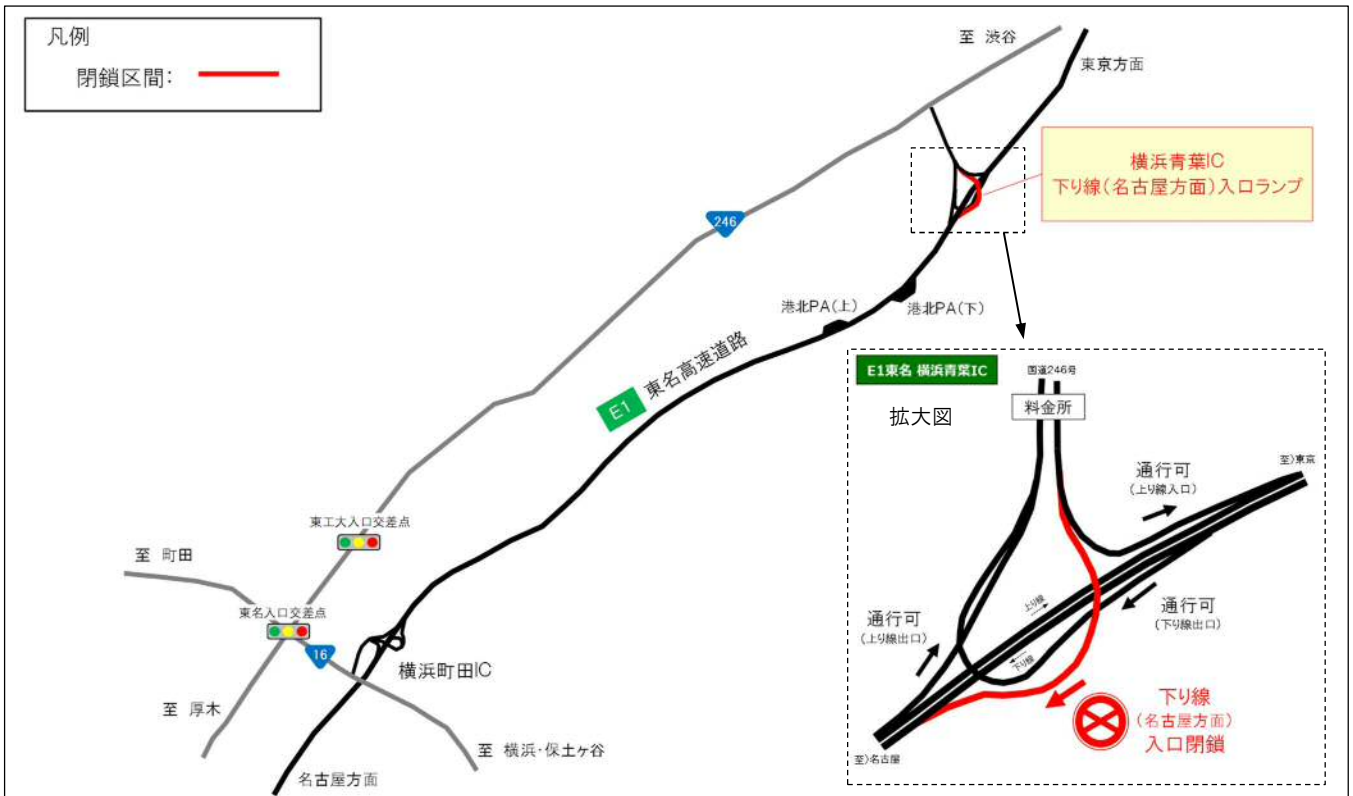 凡例
閉鎖区間：
至 渋谷
東京方面
横浜青葉IC
下り線(名古屋方面)入口ランプ
246
港北PA(上)
港北PA(下)
E1 東名高速道路
E1東名 横浜青葉IC
国道246号
料金所
拡大図
至)東京
通行可
(上り線入口)
東工大入口交差点
至 町田
東名入口交差点
16
横浜町田IC
至 厚木
至 横浜・保土ヶ谷
名古屋方面
上り線
下り線
通行可
(下り線出口)
通行可
(上り線出口)
下り線
(名古屋方面)
入口閉鎖
至)名古屋